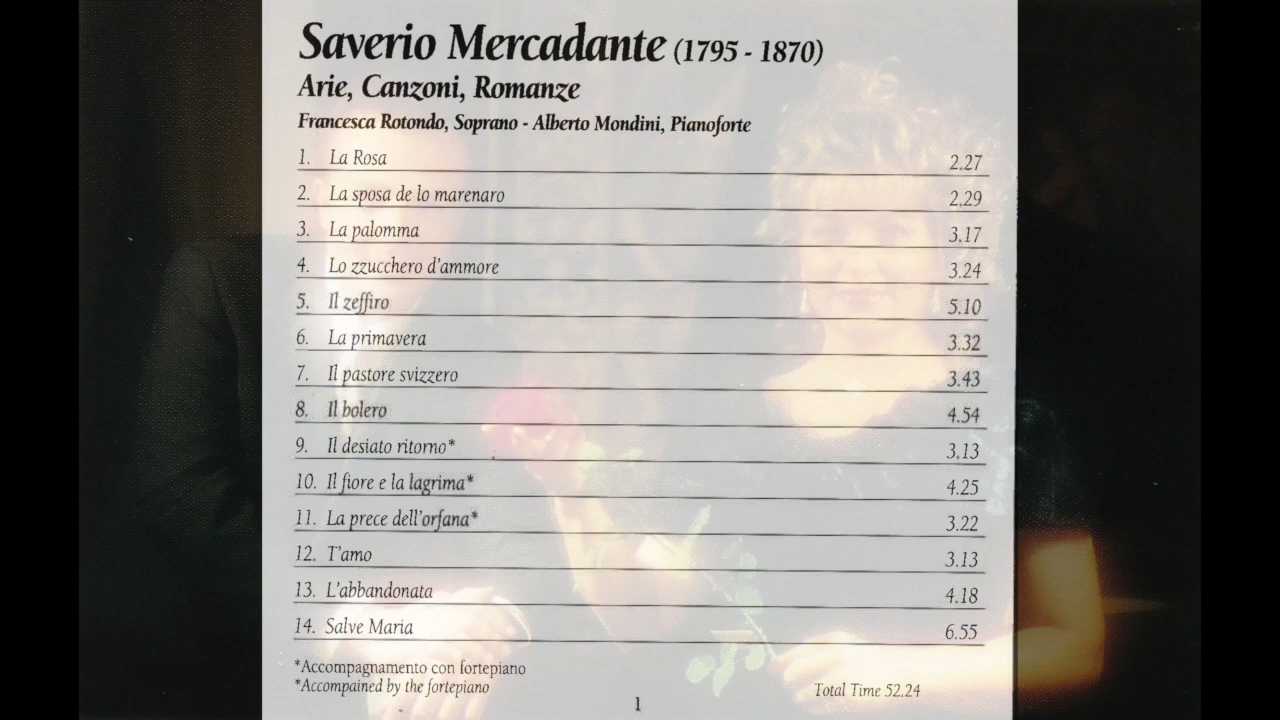 Saverio Mercadante (1795 - 1870)
Arie, Canzoni, Romanze
Francesca Rotondo, Soprano - Alberto Mondini, Pianoforte
1. La Rosa 2.27
2. La sposa de lo marenaro 2.29
3. La palomma 3.17
4. Lo zzucchero d'ammore 3.24
5. Il zeffiro 5.10
6. La primavera 3.32
7. Il pastore svizzero 3.43
8. Il bolero 4.54
9. Il desiato ritorno* 3.13
10. Il fiore e la lagrima* 4.25
11. La prece dell'orfana* 3.22
12. T'amo 3.13
13. L'abbandonata 4.18
14. Salve Maria 6.55
*Accompagnamento con fortepiano
*Accompained by the fortepiano
Total Time 52.24
1